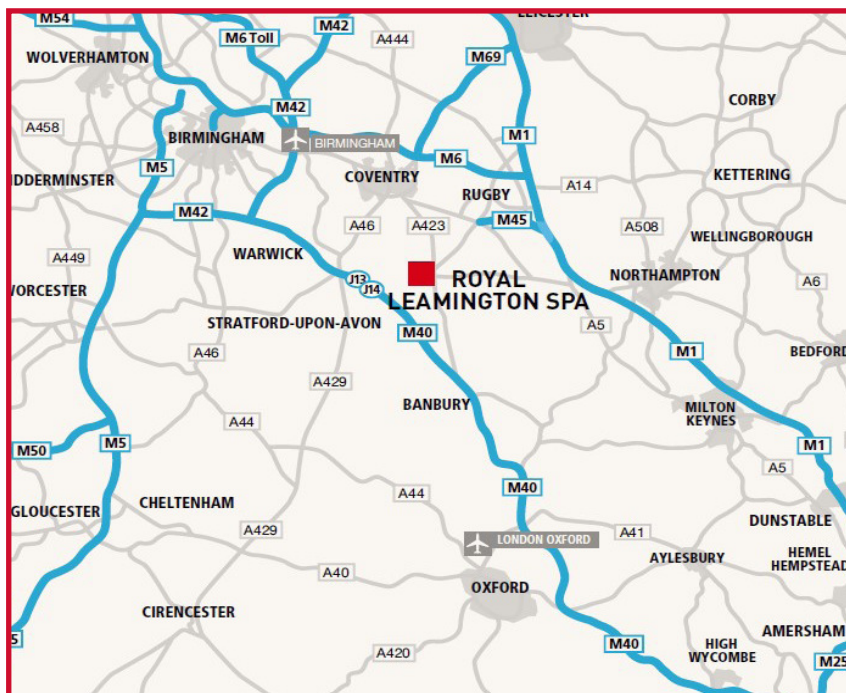 M54
M6 Toll
M42
A444
LEICESTER
WOLVERHAMTON
M69
M42
CORBY
A458
BIRMINGHAM
BIRMINGHAM
M1
M5
M6
COVENTRY
KETTERING
IDDERMINSTER
RUGBY
A14
M42
A46
A423
M45
A508
WELLINGBOROUGH
WARWICK
A449
NORTHAMPTON
J13
ROYAL
LEAMINGTON SPA
A6
WORCESTER
J14
STRATFORD-UPON-AVON
A5
M40
A46
M1
BEDFORD
A429
BANBURY
MILTON
KEYNES
A44
M50
M5
M1
A5
A44
M40
CHELTENHAM
GLOUCESTER
DUNSTABLE
A429
LONDON OXFORD
A41
AYLESBURY
HEMEL
HEMPSTEAD
A40
OXFORD
CIRENCESTER
AMERSHAM
5
M40
HIGH
WYCOMBE
A420
M25